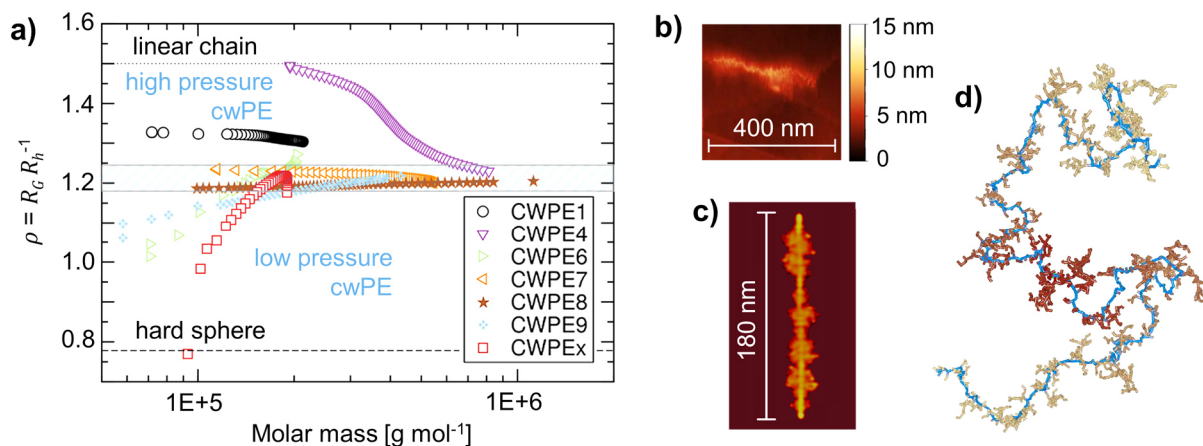 a)
1.6
1.4
1.2
1.0
0.8
ρ = R_G R_h⁻¹
linear chain
high pressure
cwPE
low pressure
cwPE
hard sphere
CWPE1
CWPE4
CWPE6
CWPE7
CWPE8
CWPE9
CWPEx
1E+5
1E+6
Molar mass [g mol⁻¹]
b)
400 nm
15 nm
10 nm
5 nm
0
c)
180 nm
d)